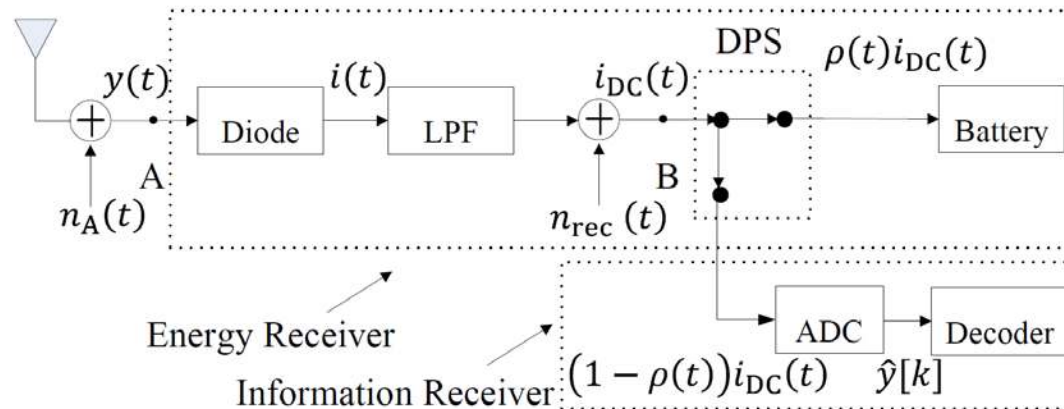 DPS
y(t)
i(t)
i_DC(t)
ρ(t)i_DC(t)
Diode
LPF
Battery
A
B
n_A(t)
n_rec (t)
Energy Receiver
ADC
Decoder
Information Receiver
(1 − ρ(t))i_DC(t)
ŷ[k]